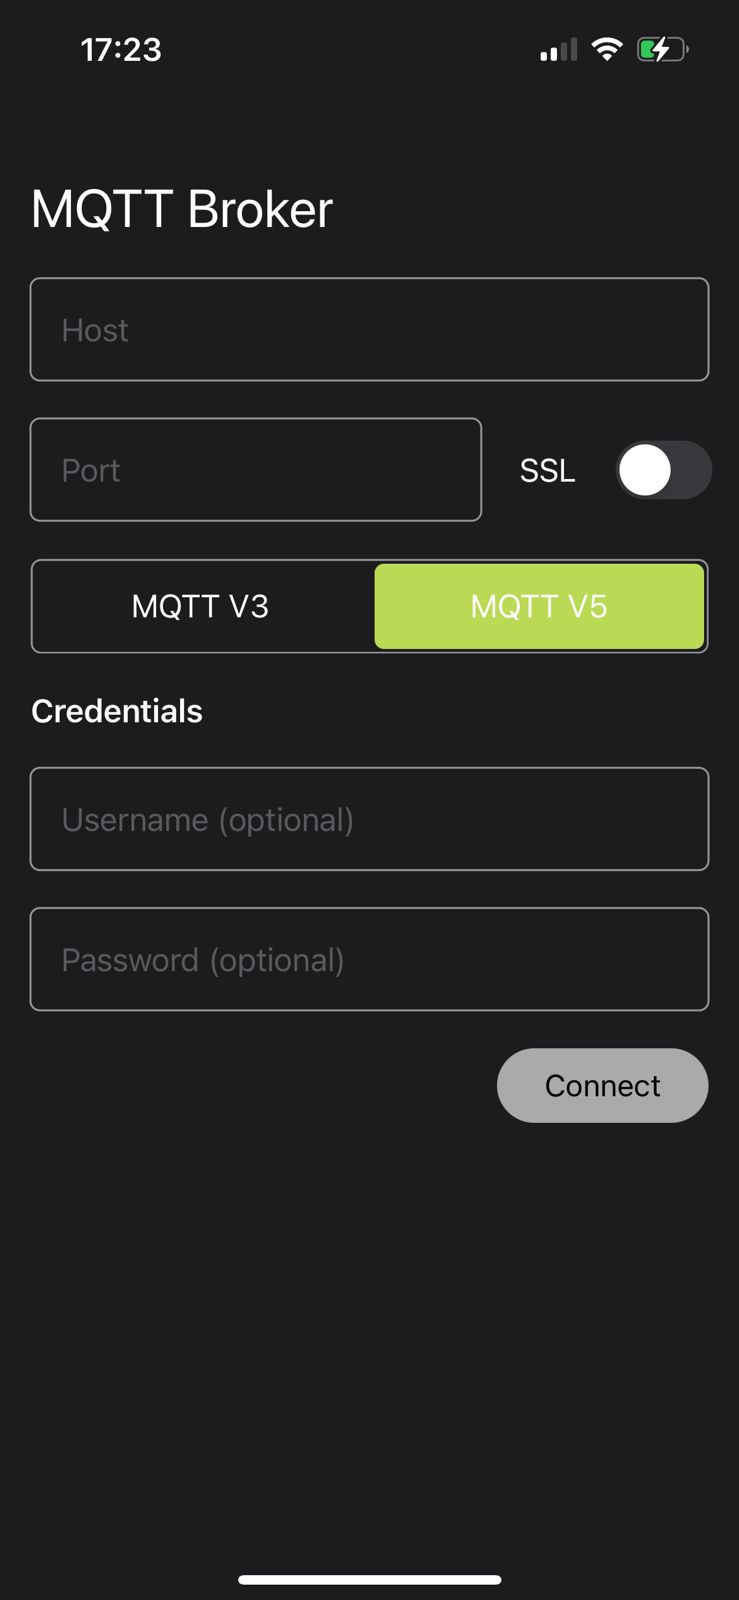 17:23
MQTT Broker
Host
Port SSL
MQTT V3 MQTT V5
Credentials
Username (optional)
Password (optional)
Connect